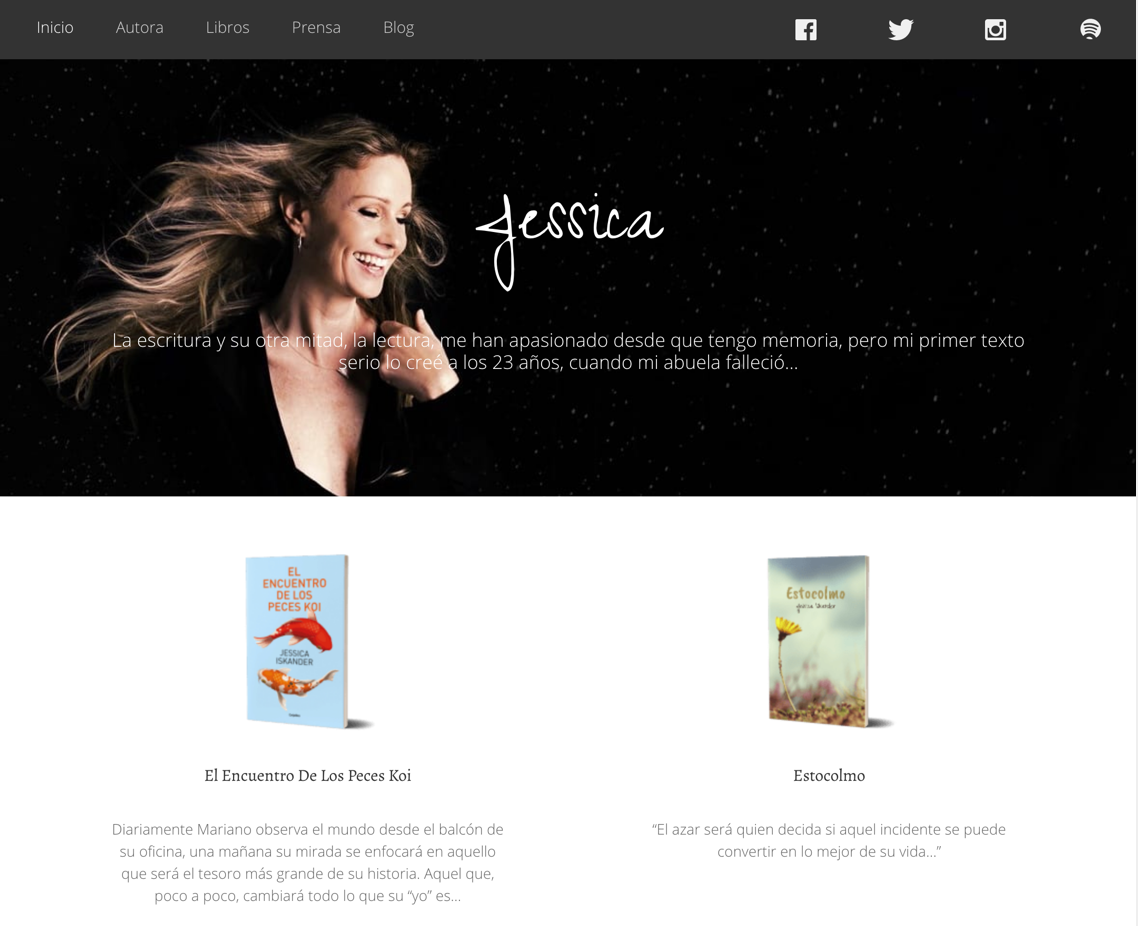 Inicio Autora Libros Prensa Blog
Jessica
La escritura y su otra mitad, la lectura, me han apasionado desde que tengo memoria, pero mi primer texto
serio lo creé a los 23 años, cuando mi abuela falleció...
EL
ENCUENTRO
DE LOS
PECES KOI
JESSICA
ISKANDER
Estocolmo
Jessica Iskander
El Encuentro De Los Peces Koi
Diariamente Mariano observa el mundo desde el balcón de
su oficina, una mañana su mirada se enfocará en aquello
que será el tesoro más grande de su historia. Aquel que,
poco a poco, cambiará todo lo que su “yo” es...
Estocolmo
“El azar será quien decida si aquel incidente se puede
convertir en lo mejor de su vida...”